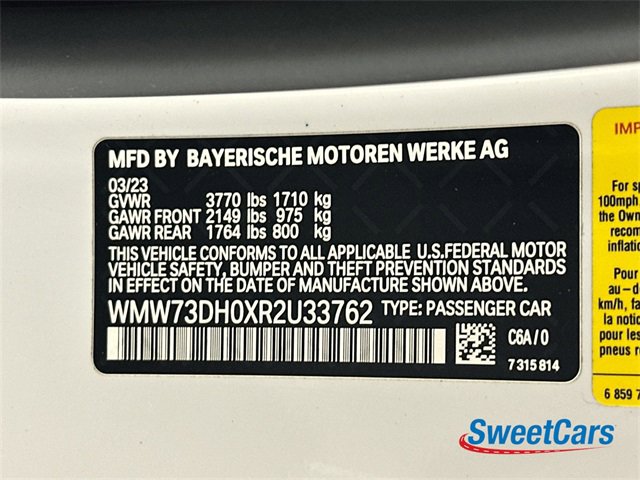 MFD BY BAYERISCHE MOTOREN WERKE AG
03/23
GVWR 3770 lbs 1710 kg
GAWR FRONT 2149 lbs 975 kg
GAWR REAR 1764 lbs 800 kg
THIS VEHICLE CONFORMS TO ALL APPLICABLE U.S.FEDERAL MOTOR
VEHICLE SAFETY, BUMPER AND THEFT PREVENTION STANDARDS
IN EFFECT ON THE DATE OF MANUFACTURE SHOWN ABOVE.
WMW73DH0XR2U33762 TYPE: PASSENGER CAR
C6A/0
7 315 814
IMP
For sp
100mph
the Own
recom
inflatio
Pour
au-d
km/h, fa
la notic
pour les
pneus r
6 859 7
SweetCars